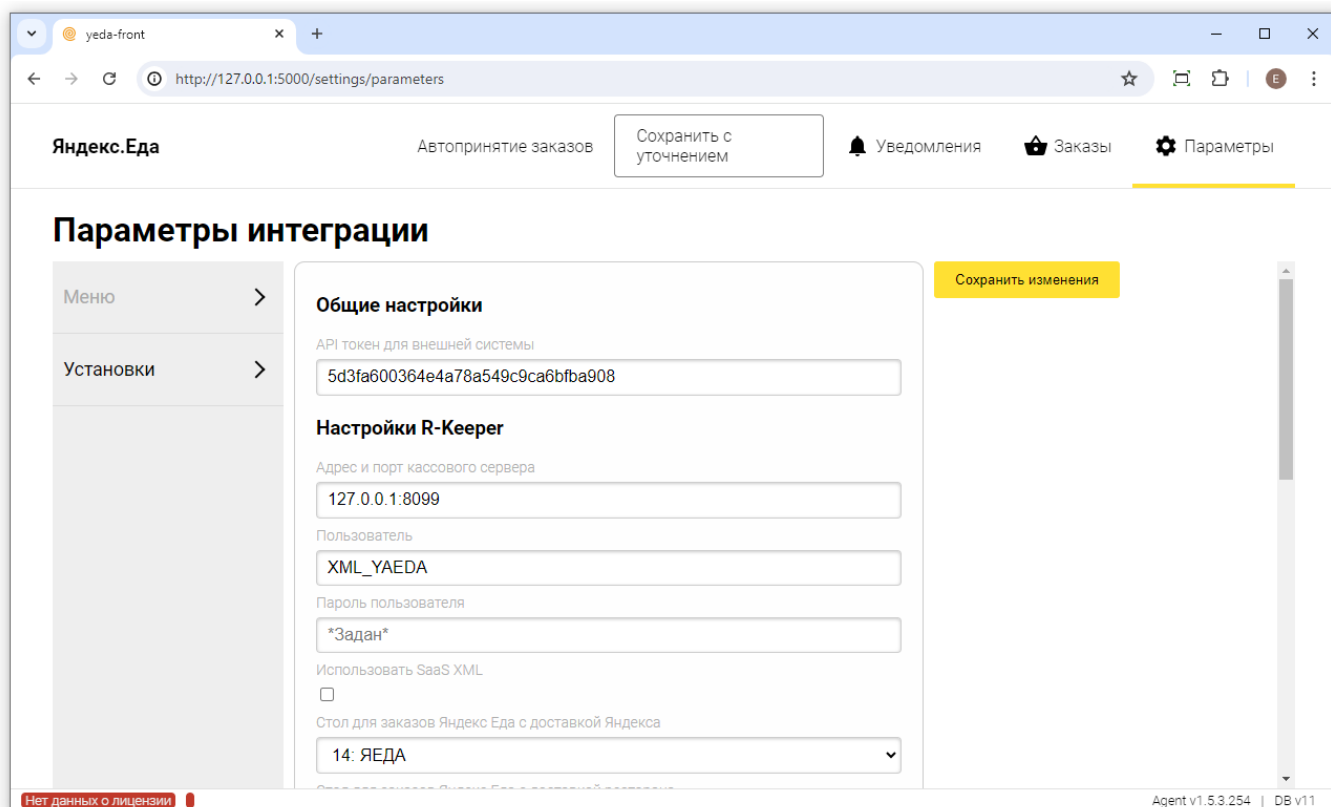 yeda-front
http://127.0.0.1:5000/settings/parameters
E
Яндекс.Еда
Автопринятие заказов
Сохранить с
уточнением
Уведомления
Заказы
Параметры
Параметры интеграции
Меню
Установки
Общие настройки
API токен для внешней системы
5d3fa600364e4a78a549c9ca6bfba908
Настройки R-Keeper
Адрес и порт кассового сервера
127.0.0.1:8099
Пользователь
XML_YAEDA
Пароль пользователя
*Задан*
Использовать SaaS XML
Стол для заказов Яндекс Еда с доставкой Яндекса
14: ЯЕДА
Сохранить изменения
Нет данных о лицензии
Agent v1.5.3.254 | DB v11